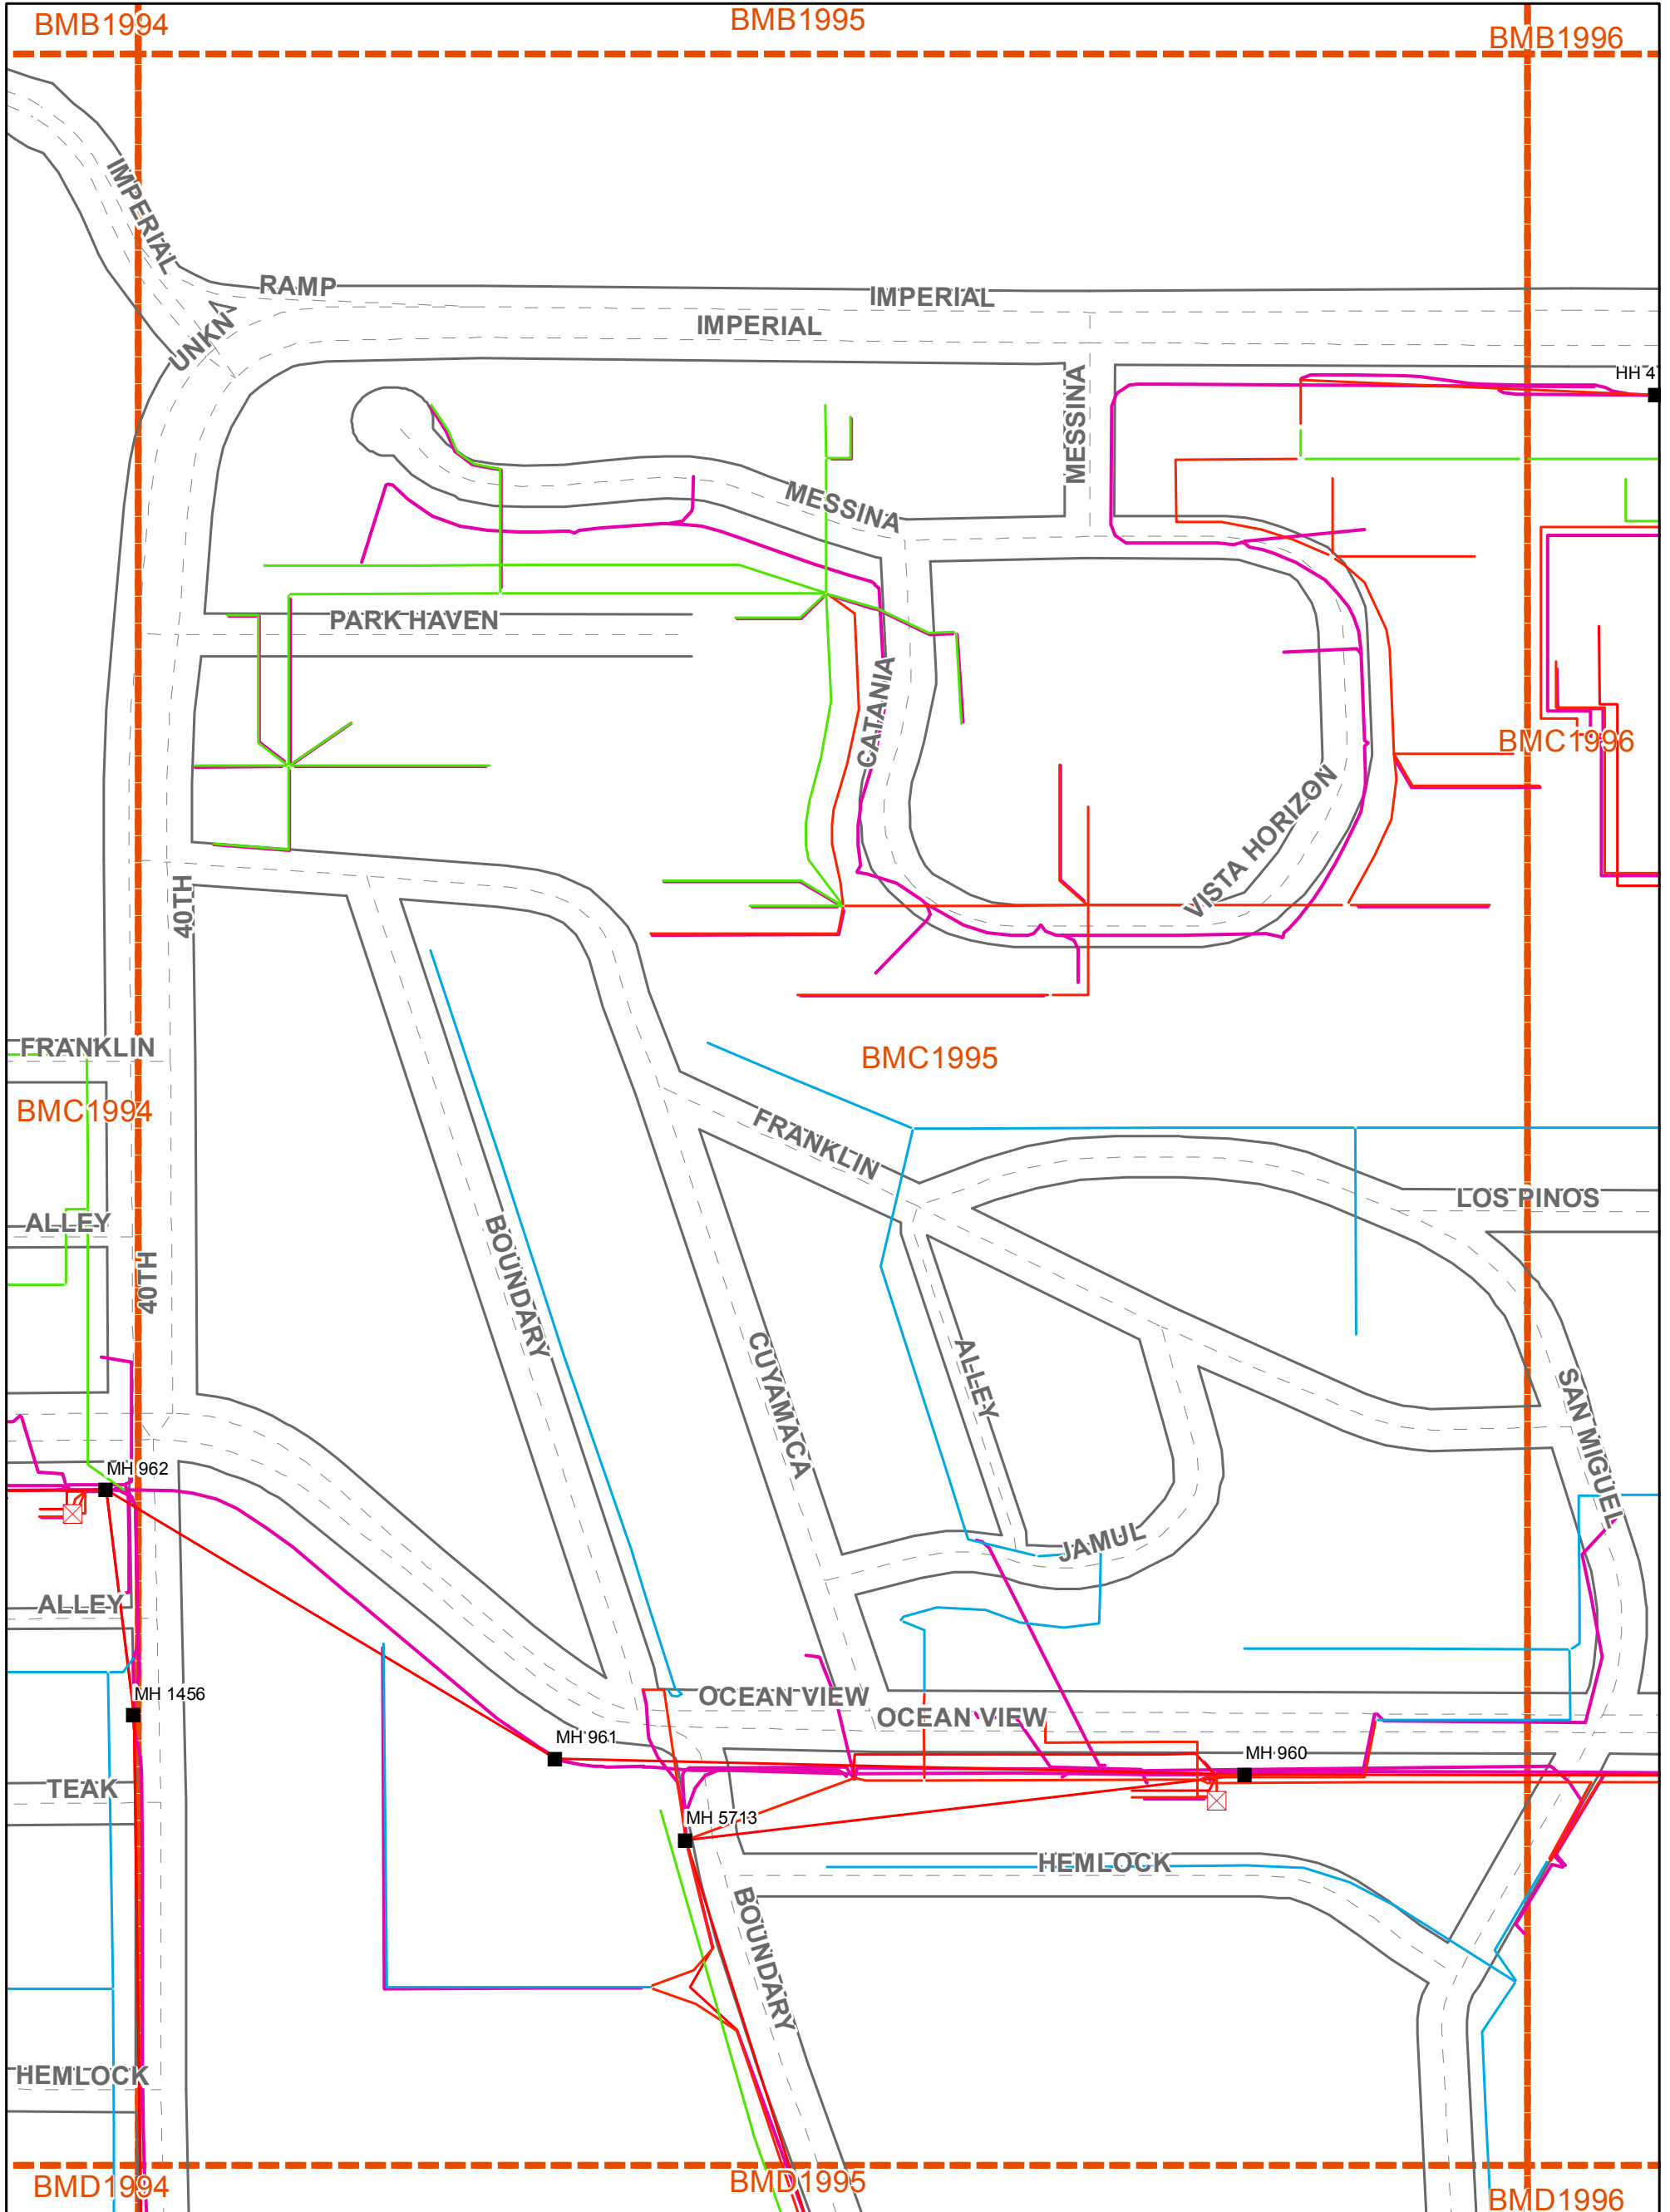 BMB1994
BMB1995
BMB1996
IMPERIAL
RAMP
IMPERIAL
IMPERIAL
MESSINA
HH 4
MESSINA
PARK HAVEN
CATANIA
BMC1996
VISTA HORIZON
40TH
FRANKLIN
BMC1995
BMC1994
FRANKLIN
LOS PINOS
ALLEY
BOUNDARY
40TH
CUYAMACA
ALLEY
SAN MIGUEL
MH 962
JAMUL
ALLEY
MH 1456
OCEAN VIEW
OCEAN VIEW
MH 961
MH 960
TEAK
MH 5713
HEMLOCK
BOUNDARY
HEMLOCK
BMD1994
BMD1995
BMD1996